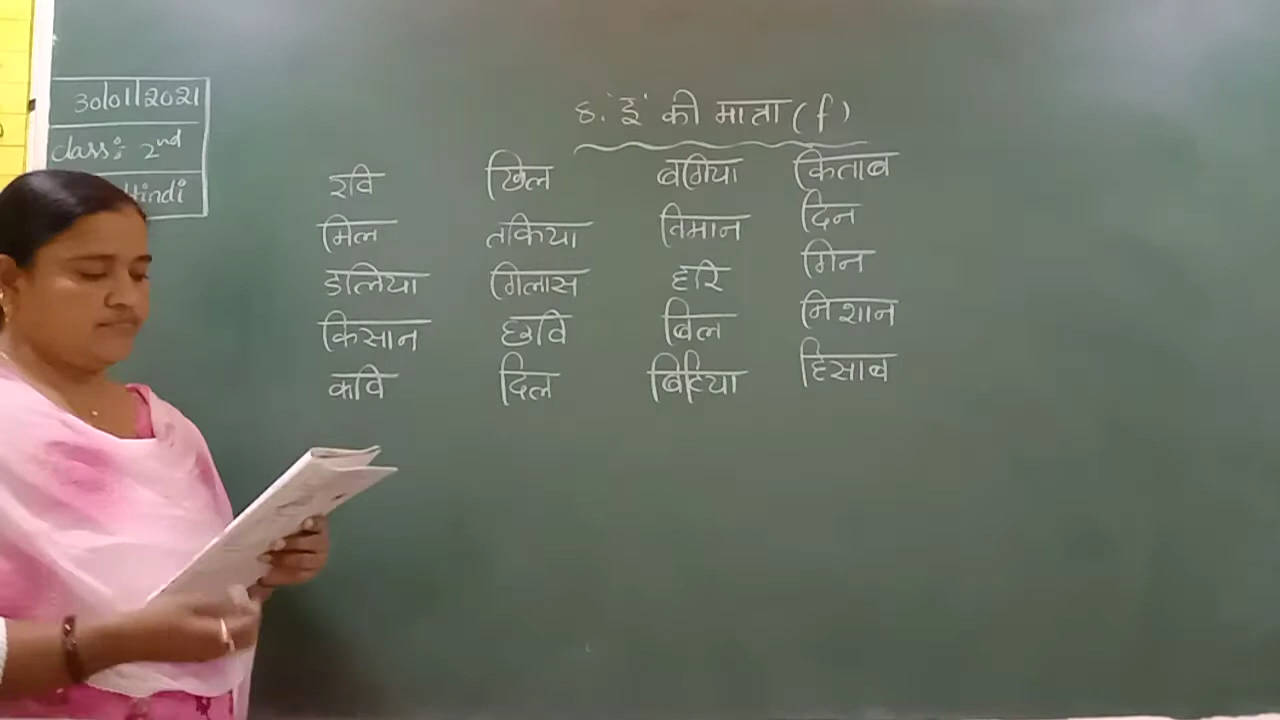 30/01/2021
class: 2nd
Hindi
8. 'इ' की मात्रा (ि)
रवि खिल बगिया किताब
मिल तकिया विमान दिन
डलिया गिलास हरि गिन
किसान छवि बिल निशान
कवि दिल हिसाब